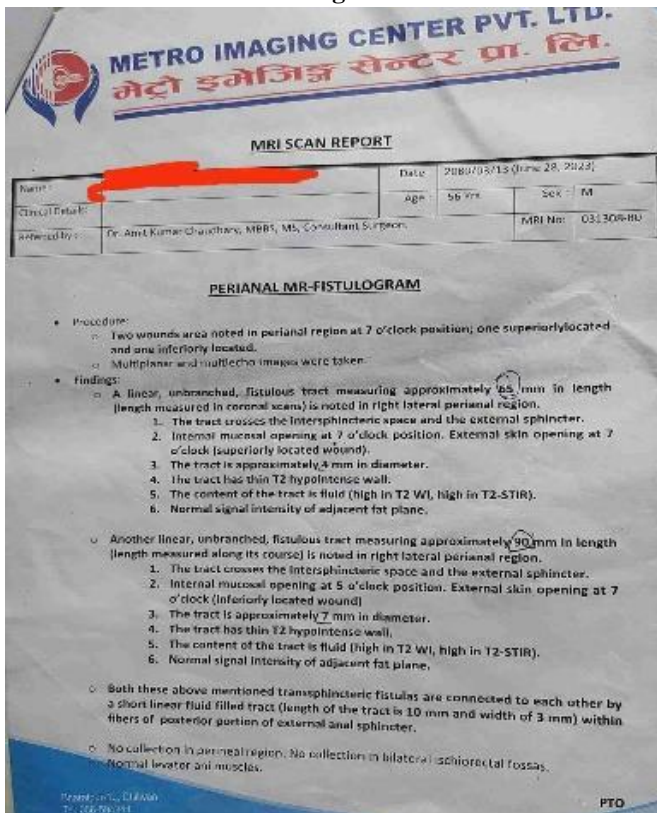 METRO IMAGING CENTER PVT. LTD.
मेट्रो इमेजिङ्ग सेन्टर प्रा. लि.
MRI SCAN REPORT
Name :
Date 2080/03/13 (June 28, 2023)
Clinical Details:
Age 56 Yrs Sex : M
Referred by : Dr. Amit Kumar Chaudhary, MBBS, MS, Consultant Surgeon.
MRI No: 031308-80
PERIANAL MR-FISTULOGRAM
• Procedure:
○ Two wounds area noted in perianal region at 7 o'clock position; one superiorlylocated
and one inferiorly located.
○ Multiplanar and multiecho images were taken.
• Findings:
○ A linear, unbranched, fistulous tract measuring approximately 65 mm in length
(length measured in coronal scans) is noted in right lateral perianal region.
1. The tract crosses the intersphincteric space and the external sphincter.
2. Internal mucosal opening at 7 o'clock position. External skin opening at 7
o'clock (superiorly located wound).
3. The tract is approximately 4 mm in diameter.
4. The tract has thin T2 hypointense wall.
5. The content of the tract is fluid (high in T2 WI, high in T2-STIR).
6. Normal signal intensity of adjacent fat plane.
○ Another linear, unbranched, fistulous tract measuring approximately 90 mm in length
(length measured along its course) is noted in right lateral perianal region.
1. The tract crosses the intersphincteric space and the external sphincter.
2. Internal mucosal opening at 5 o'clock position. External skin opening at 7
o'clock (inferiorly located wound)
3. The tract is approximately 7 mm in diameter.
4. The tract has thin T2 hypointense wall.
5. The content of the tract is fluid (high in T2 WI, high in T2-STIR).
6. Normal signal intensity of adjacent fat plane.
○ Both these above mentioned transsphincteric fistulas are connected to each other by
a short linear fluid filled tract (length of the tract is 10 mm and width of 3 mm) within
fibers of posterior portion of external anal sphincter.
○ No collection in perineal region. No collection in bilateral ischiorectal fossas.
Normal levator ani muscles.
PTO